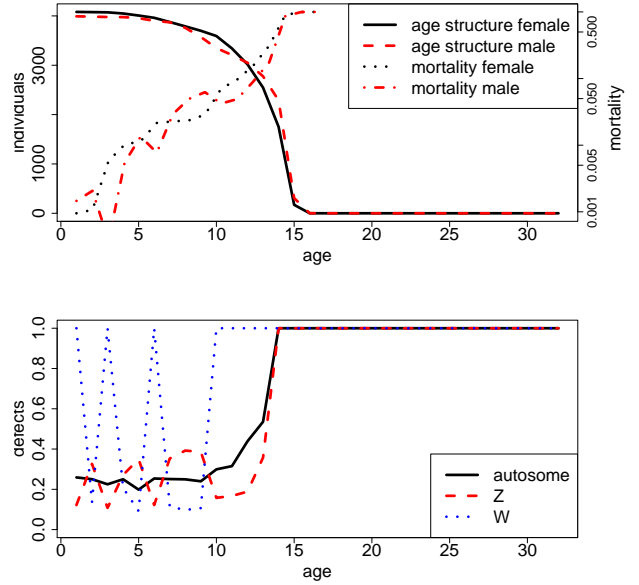 age structure female
age structure male
mortality female
mortality male
individuals
0 1000 3000
mortality
0.001 0.005 0.050 0.500
0 5 10 15 20 25 30
age
autosome
Z
W
defects
0.0 0.2 0.4 0.6 0.8 1.0
0 5 10 15 20 25 30
age